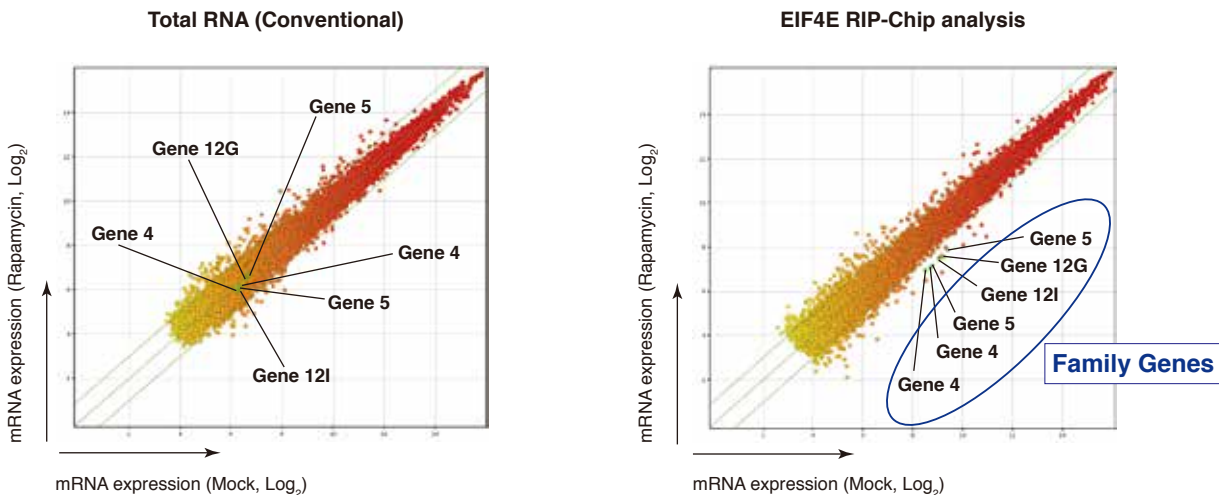 Total RNA (Conventional)
Gene 5
Gene 12G
Gene 4
Gene 4
Gene 5
Gene 12I
mRNA expression (Rapamycin, Log2)
mRNA expression (Mock, Log2)
EIF4E RIP-Chip analysis
Gene 5
Gene 12G
Gene 12I
Gene 5
Gene 4
Gene 4
Family Genes
mRNA expression (Rapamycin, Log2)
mRNA expression (Mock, Log2)